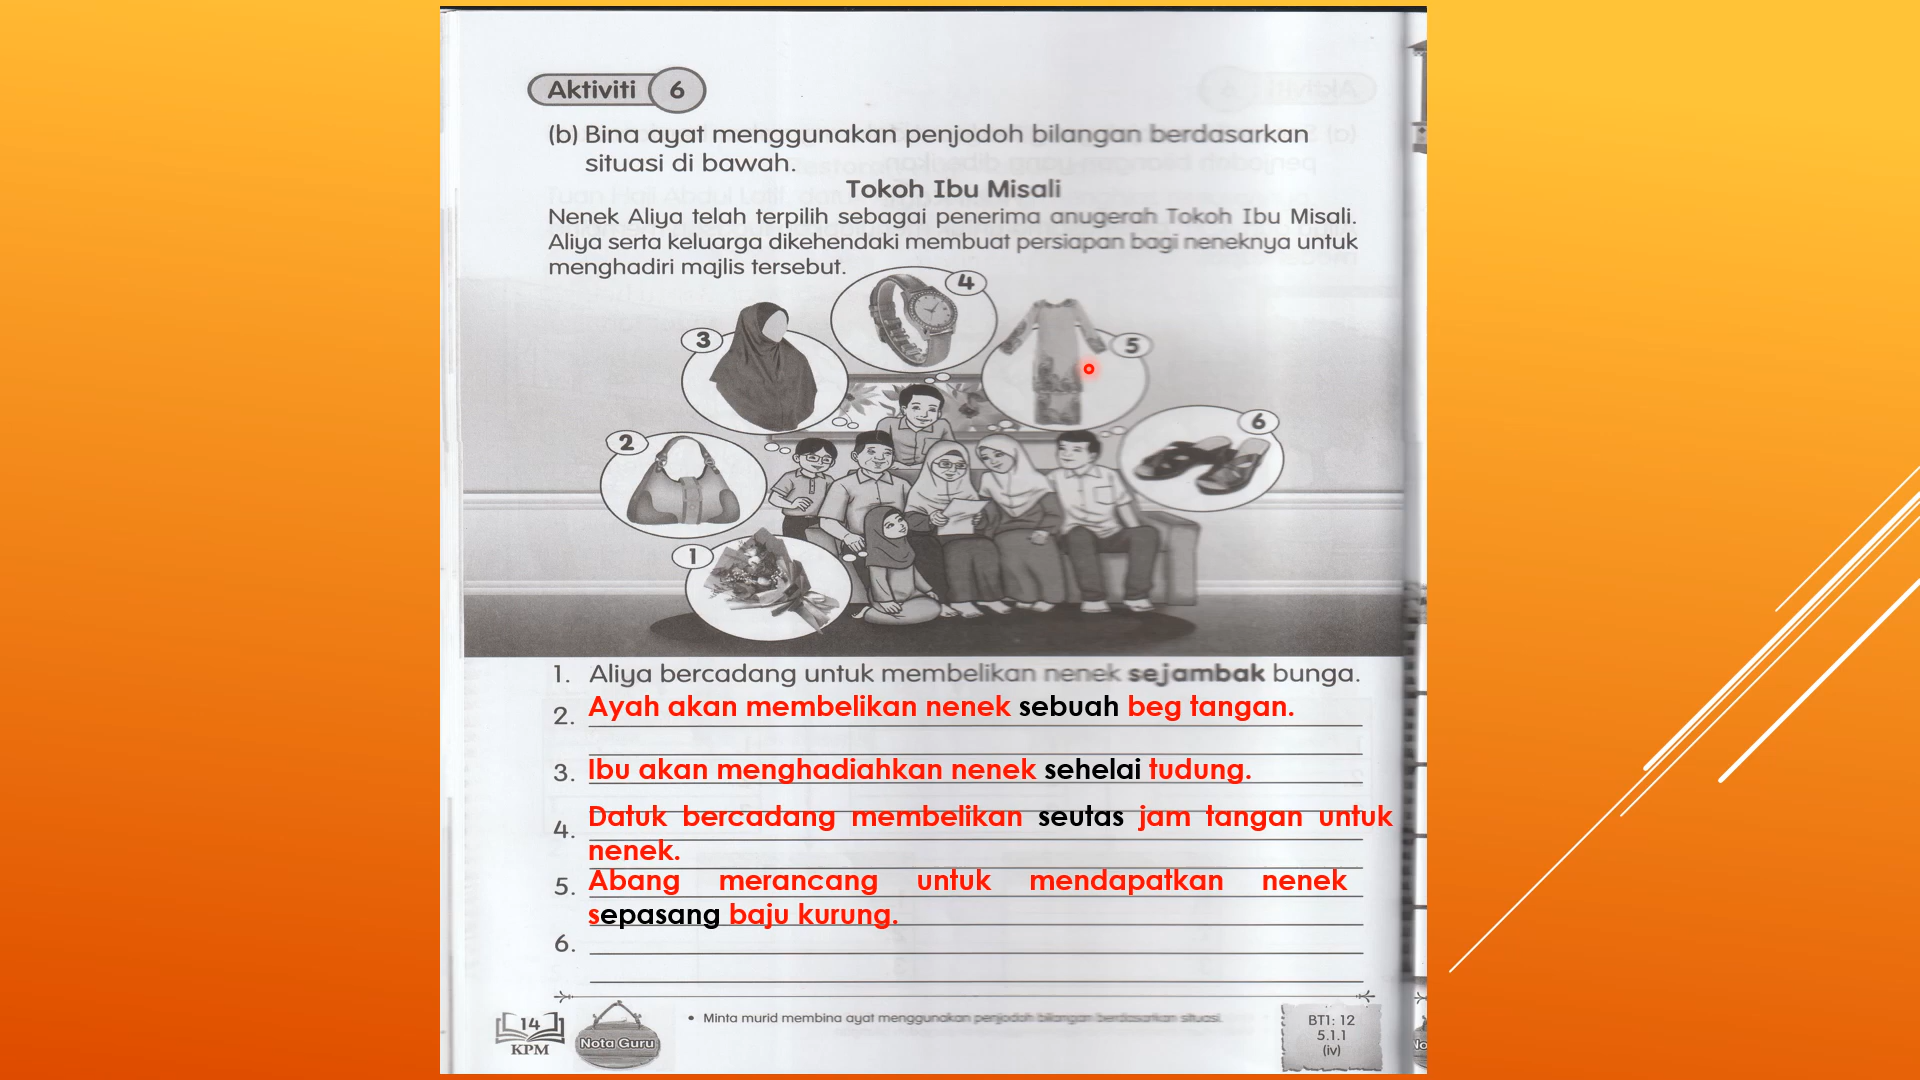 Aktiviti 6
(b) Bina ayat menggunakan penjodoh bilangan berdasarkan
situasi di bawah.
Tokoh Ibu Misali
Nenek Aliya telah terpilih sebagai penerima anugerah Tokoh Ibu Misali.
Aliya serta keluarga dikehendaki membuat persiapan bagi neneknya untuk
menghadiri majlis tersebut.
4
3
5
6
2
1
1. Aliya bercadang untuk membelikan nenek sejambak bunga.
2. Ayah akan membelikan nenek sebuah beg tangan.
3. Ibu akan menghadiahkan nenek sehelai tudung.
4. Datuk bercadang membelikan seutas jam tangan untuk
nenek.
5. Abang merancang untuk mendapatkan nenek
sepasang baju kurung.
6.
14
KPM
Nota Guru
• Minta murid membina ayat menggunakan penjodoh bilangan berdasarkan situasi.
BT1: 12
5.1.1
(iv)